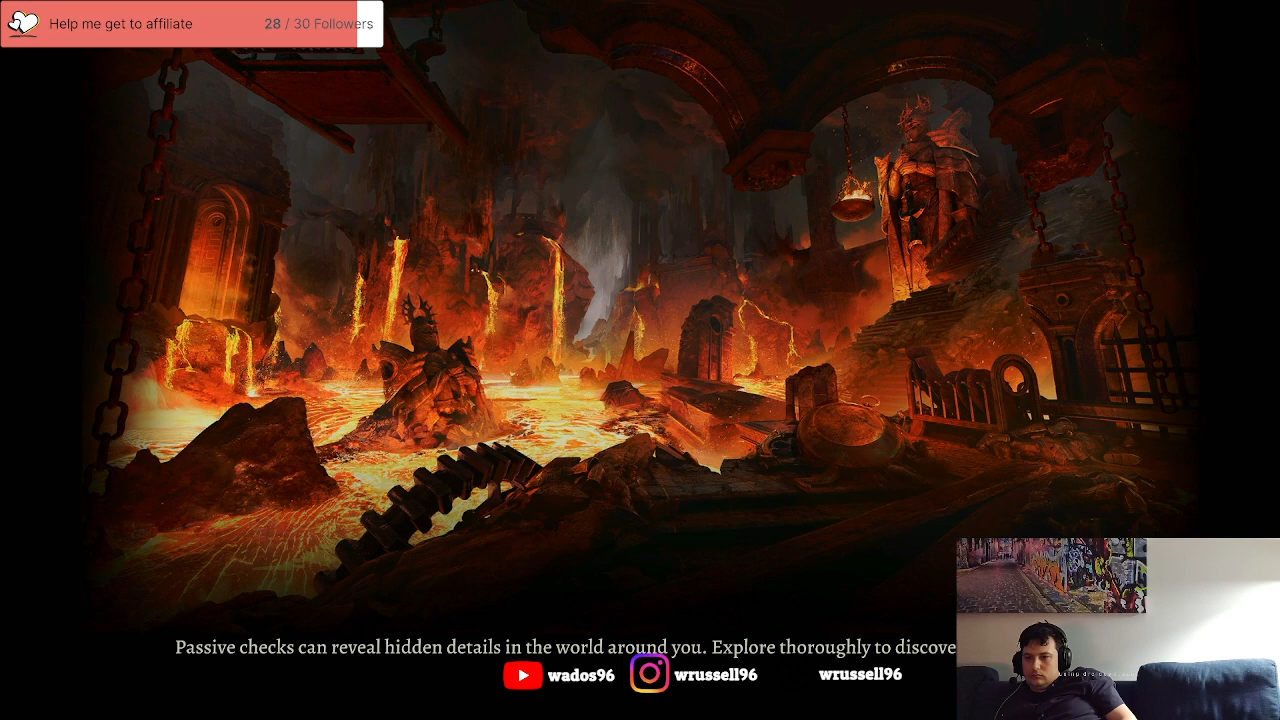 Help me get to affiliate 28 / 30 Followers
Passive checks can reveal hidden details in the world around you. Explore thoroughly to discove
wados96 wrussell96 wrussell96